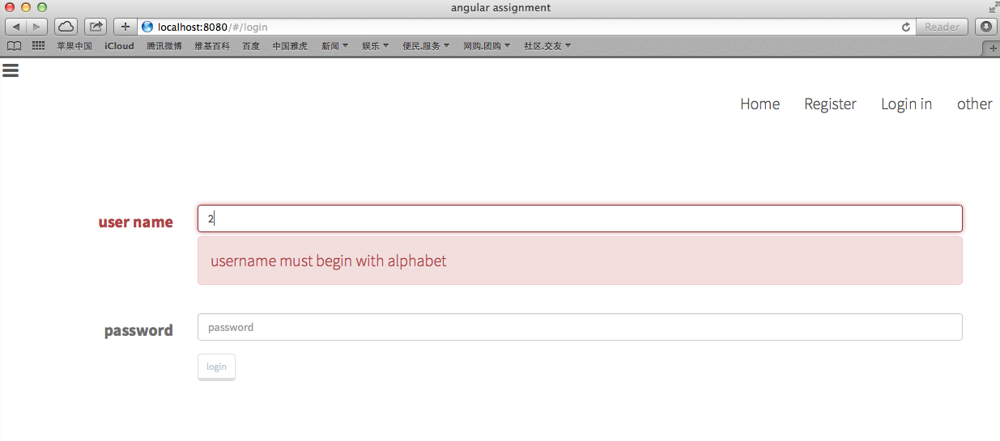 angular assignment
localhost:8080/#/login
Reader
苹果中国 iCloud 腾讯微博 维基百科 百度 中国雅虎 新闻 娱乐 便民.服务 网购.团购 社区.交友
Home Register Login in other
user name 2
username must begin with alphabet
password password
login